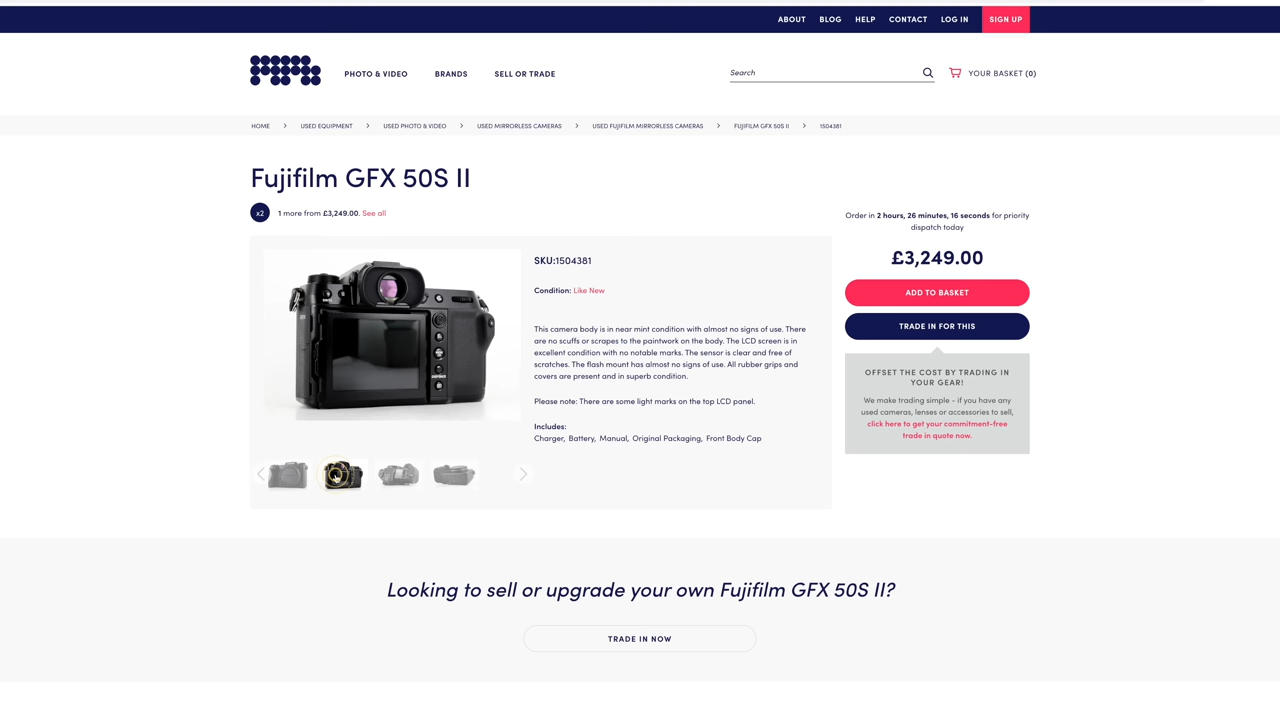 ABOUT BLOG HELP CONTACT LOG IN SIGN UP
PHOTO & VIDEO BRANDS SELL OR TRADE Search YOUR BASKET (0)
HOME > USED EQUIPMENT > USED PHOTO & VIDEO > USED MIRRORLESS CAMERAS > USED FUJIFILM MIRRORLESS CAMERAS > FUJIFILM GFX 50S II > 1504381
Fujifilm GFX 50S II
x2 1 more from £3,249.00. See all
SKU:1504381
Condition: Like New
This camera body is in near mint condition with almost no signs of use. There
are no scuffs or scrapes to the paintwork on the body. The LCD screen is in
excellent condition with no notable marks. The sensor is clear and free of
scratches. The flash mount has almost no signs of use. All rubber grips and
covers are present and in superb condition.
Please note: There are some light marks on the top LCD panel.
Includes:
Charger, Battery, Manual, Original Packaging, Front Body Cap
Order in 2 hours, 26 minutes, 16 seconds for priority
dispatch today
£3,249.00
ADD TO BASKET
TRADE IN FOR THIS
OFFSET THE COST BY TRADING IN
YOUR GEAR!
We make trading simple - if you have any
used cameras, lenses or accessories to sell,
click here to get your commitment-free
trade in quote now.
Looking to sell or upgrade your own Fujifilm GFX 50S II?
TRADE IN NOW